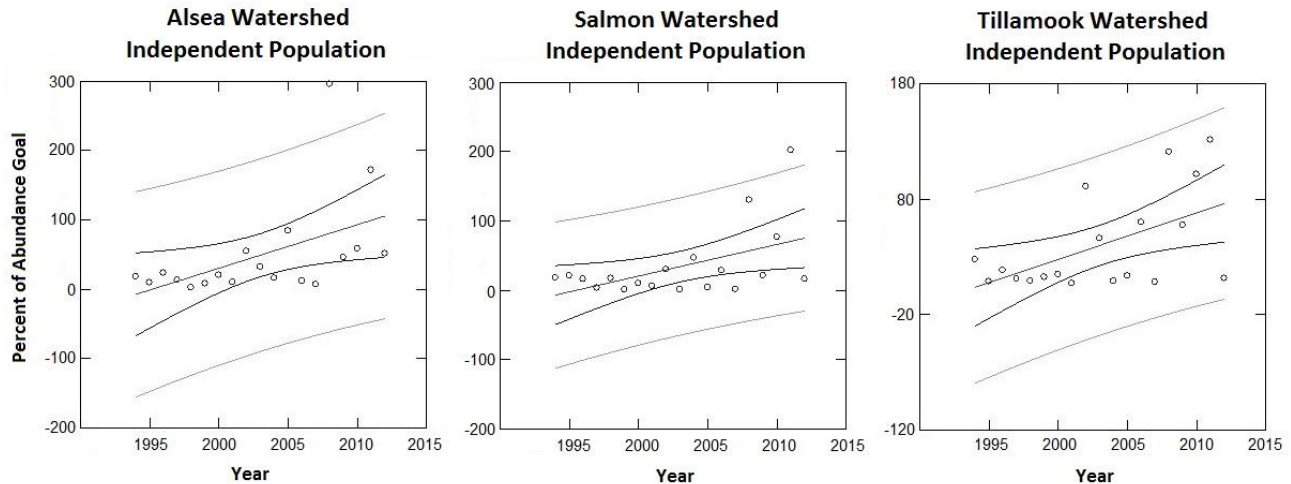 Alsea Watershed
Independent Population
Salmon Watershed
Independent Population
Tillamook Watershed
Independent Population
Percent of Abundance Goal
300
200
100
0
-100
-200
1995 2000 2005 2010 2015
Year
300
200
100
0
-100
-200
1995 2000 2005 2010 2015
Year
180
80
-20
-120
1995 2000 2005 2010 2015
Year